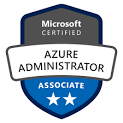 Microsoft
CERTIFIED
AZURE
ADMINISTRATOR
ASSOCIATE